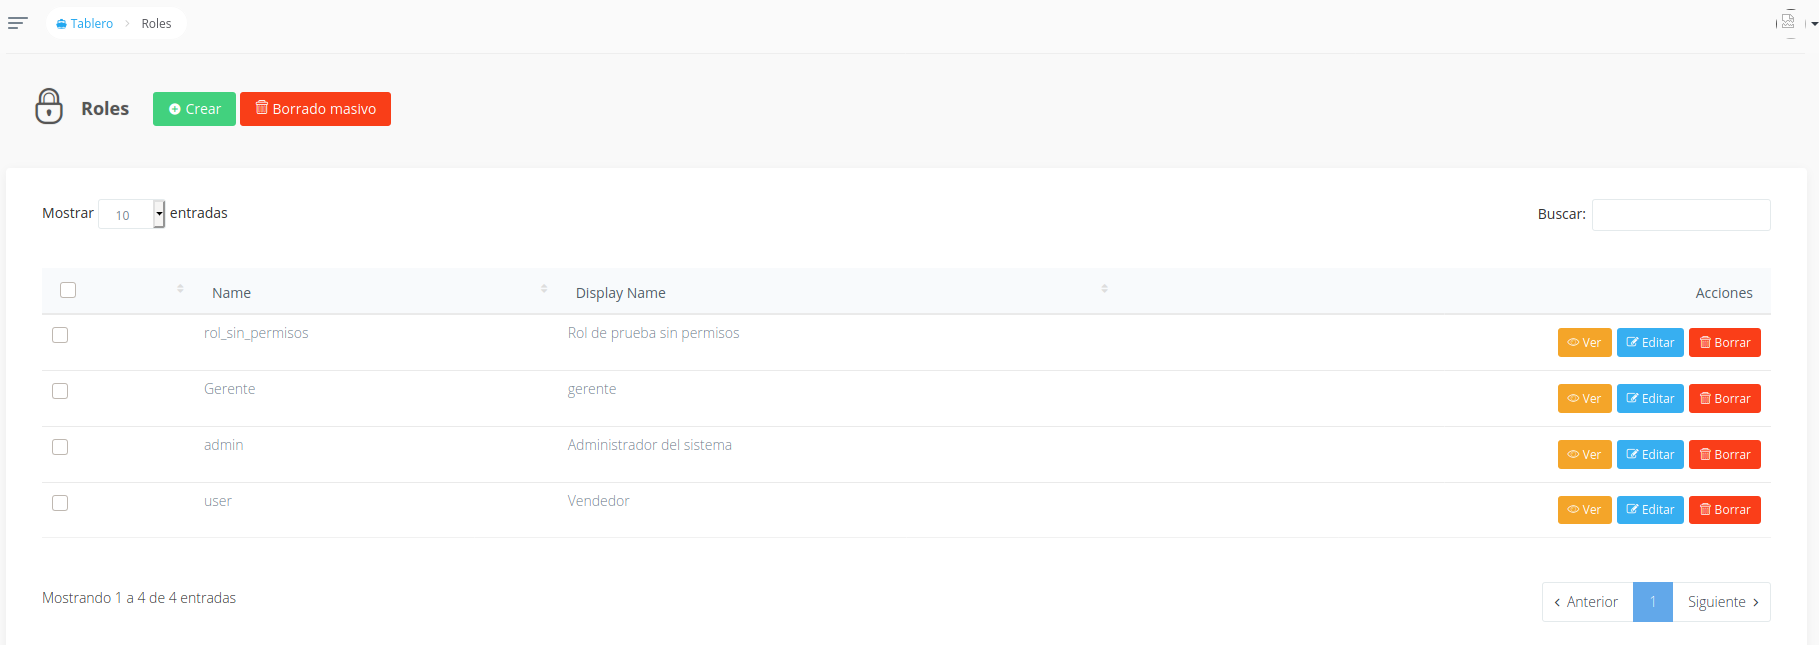 Tablero Roles
Roles Crear Borrado masivo
Mostrar 10 entradas Buscar:
Name Display Name Acciones
rol_sin_permisos Rol de prueba sin permisos Ver Editar Borrar
Gerente gerente Ver Editar Borrar
admin Administrador del sistema Ver Editar Borrar
user Vendedor Ver Editar Borrar
Mostrando 1 a 4 de 4 entradas ‹ Anterior 1 Siguiente ›